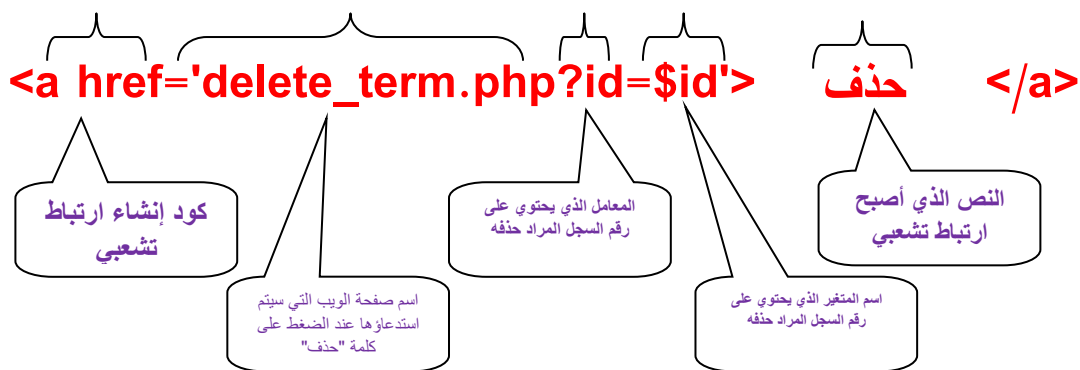 <a href='delete_term.php?id=$id'> حذف </a>
كود إنشاء ارتباط
تشعبي
اسم صفحة الويب التي سيتم
استدعاؤها عند الضغط على
كلمة "حذف"
المعامل الذي يحتوي على
رقم السجل المراد حذفه
اسم المتغير الذي يحتوي على
رقم السجل المراد حذفه
النص الذي أصبح
ارتباط تشعبي